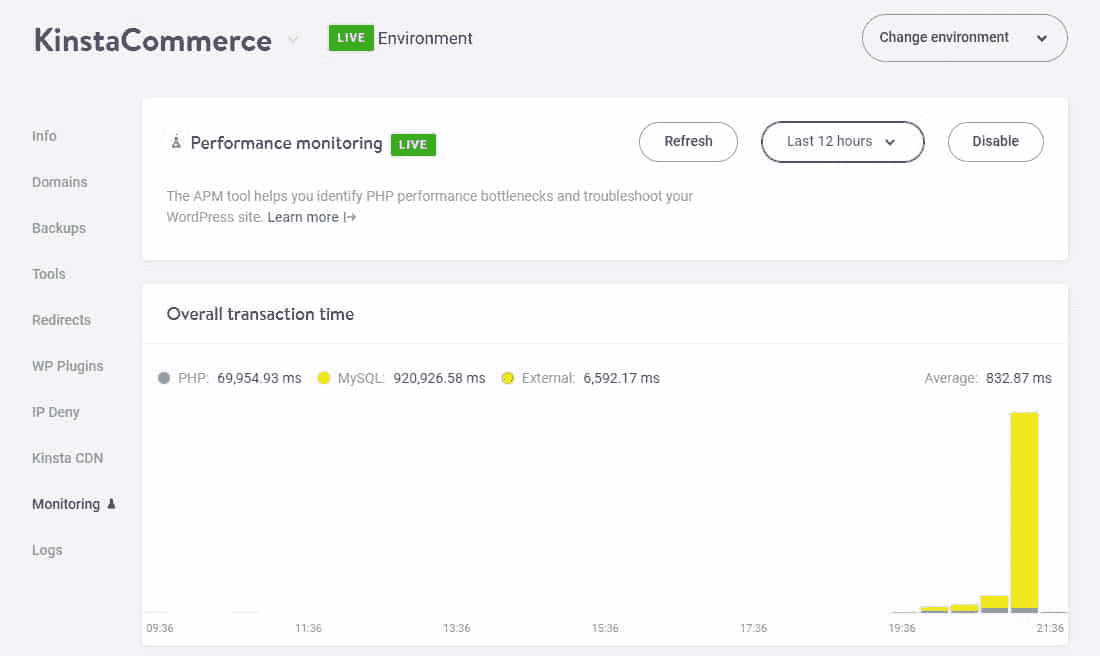 KinstaCommerce LIVE Environment Change environment
Info
Domains
Backups
Tools
Redirects
WP Plugins
IP Deny
Kinsta CDN
Monitoring
Logs
Performance monitoring LIVE Refresh Last 12 hours Disable
The APM tool helps you identify PHP performance bottlenecks and troubleshoot your
WordPress site. Learn more
Overall transaction time
PHP: 69,954.93 ms MySQL: 920,926.58 ms External: 6,592.17 ms Average: 832.87 ms
09:36 11:36 13:36 15:36 17:36 19:36 21:36